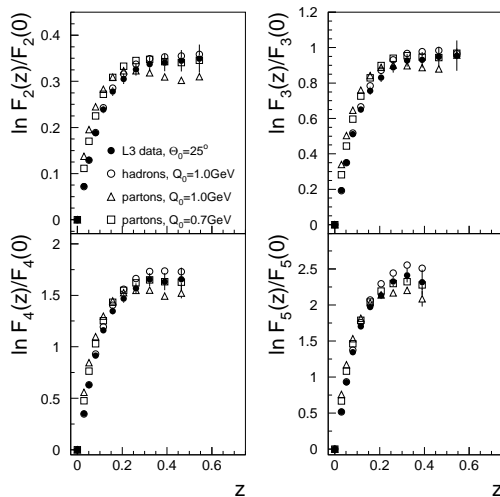 ln F₂(z)/F₂(0)
0.4
0.3
0.2
0.1
0
L3 data, Θ₀=25°
hadrons, Q₀=1.0GeV
partons, Q₀=1.0GeV
partons, Q₀=0.7GeV
ln F₃(z)/F₃(0)
1
0.8
0.6
0.4
0.2
0
ln F₄(z)/F₄(0)
2
1.5
1
0.5
0
0 0.2 0.4 0.6
z
ln F₅(z)/F₅(0)
2.5
2
1.5
1
0.5
0
0 0.2 0.4 0.6
z